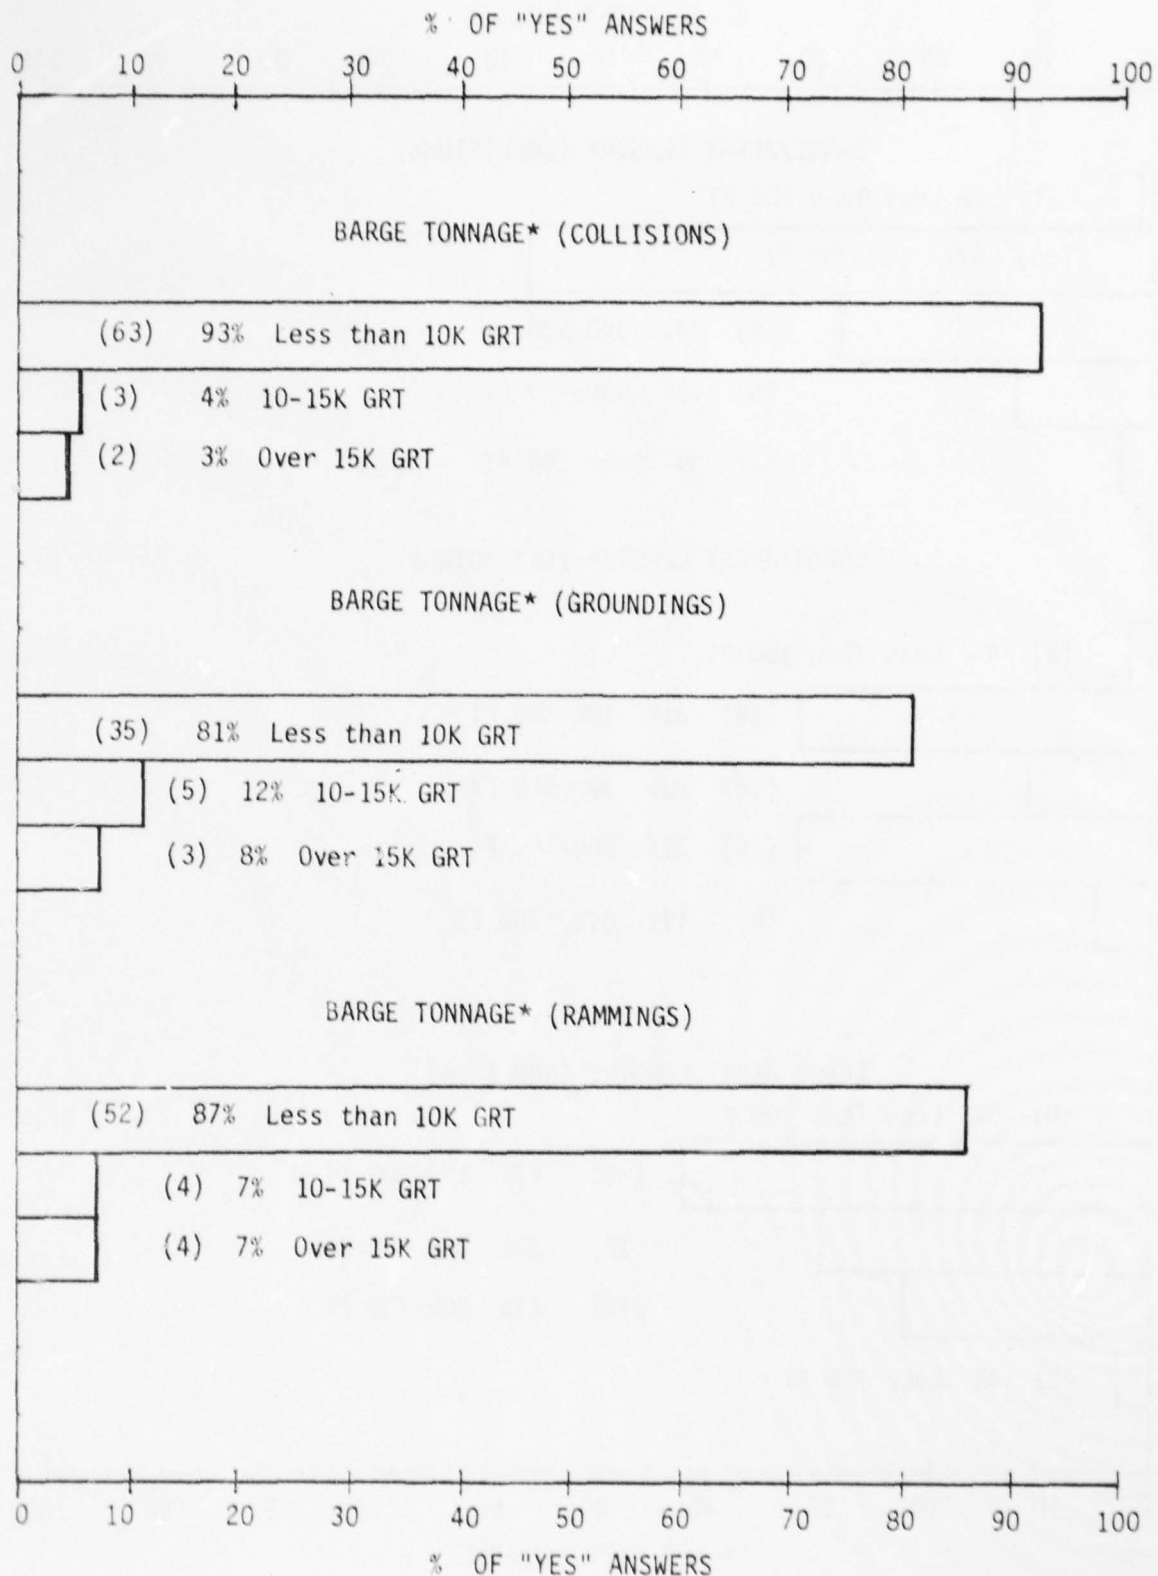 % OF "YES" ANSWERS
0 10 20 30 40 50 60 70 80 90 100
BARGE TONNAGE* (COLLISIONS)
(63) 93% Less than 10K GRT
(3) 4% 10-15K GRT
(2) 3% Over 15K GRT
BARGE TONNAGE* (GROUNDINGS)
(35) 81% Less than 10K GRT
(5) 12% 10-15K GRT
(3) 8% Over 15K GRT
BARGE TONNAGE* (RAMMINGS)
(52) 87% Less than 10K GRT
(4) 7% 10-15K GRT
(4) 7% Over 15K GRT
0 10 20 30 40 50 60 70 80 90 100
% OF "YES" ANSWERS